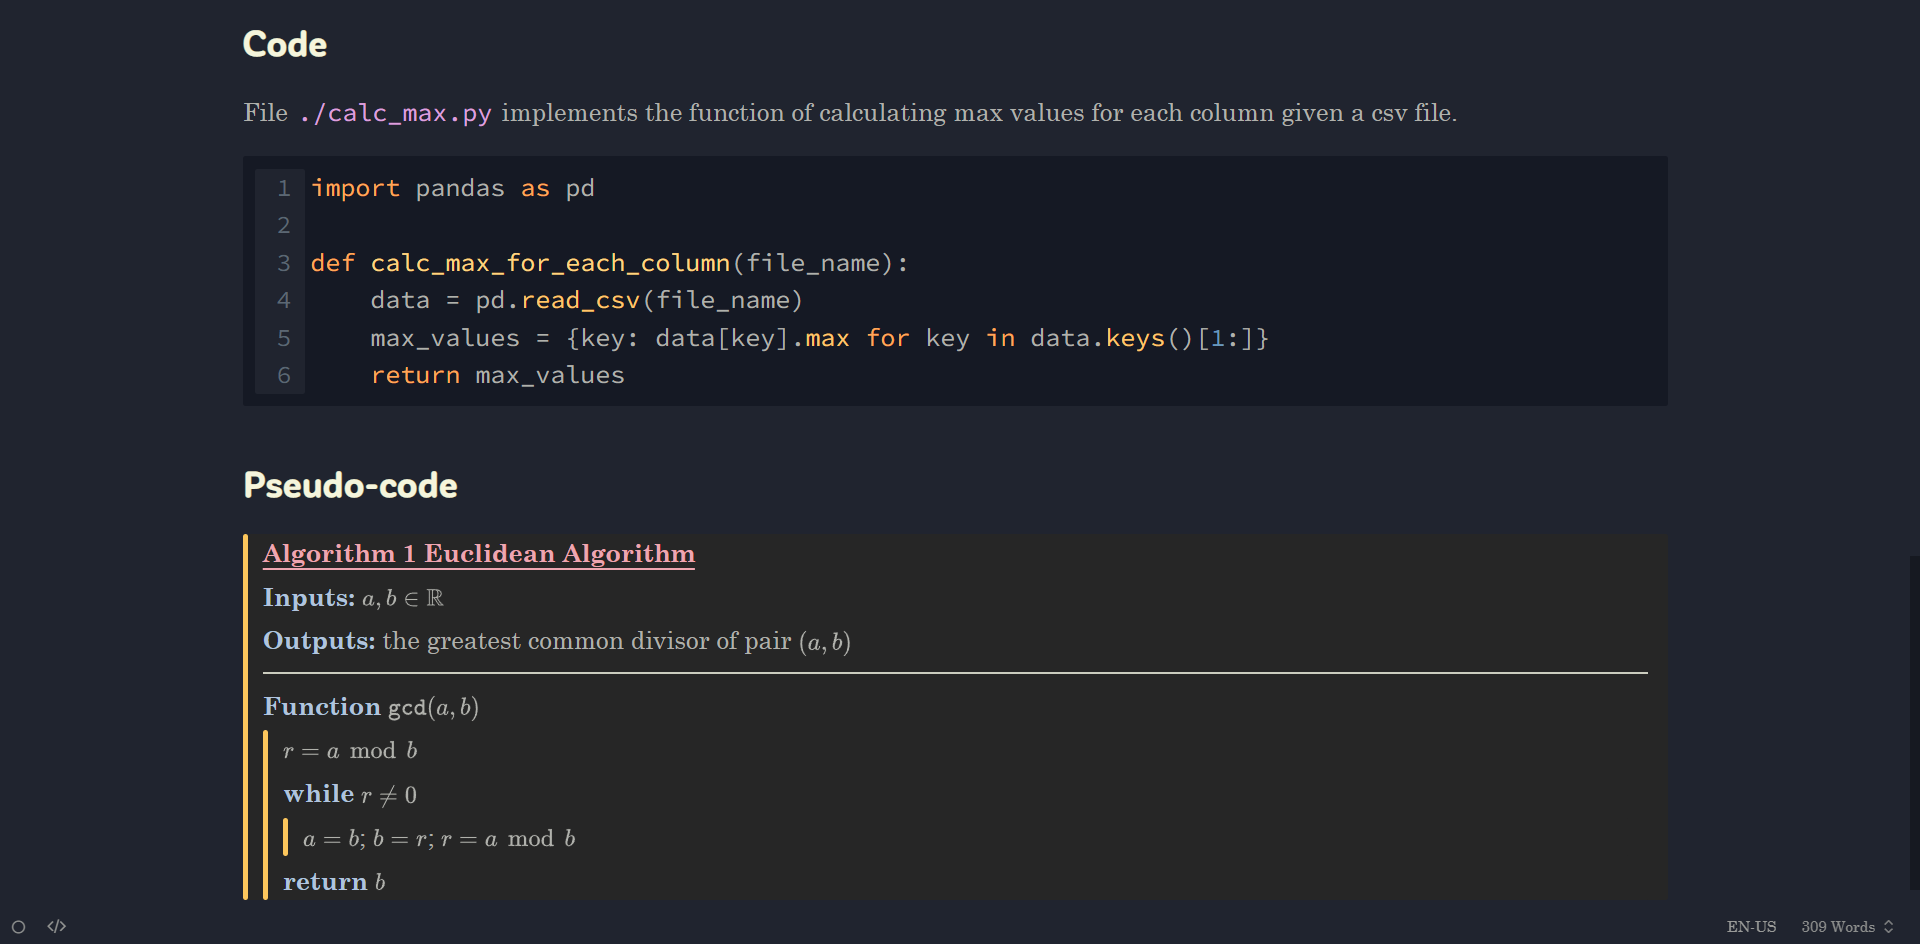 Code
File ./calc_max.py implements the function of calculating max values for each column given a csv file.
1 import pandas as pd
2
3 def calc_max_for_each_column(file_name):
4     data = pd.read_csv(file_name)
5     max_values = {key: data[key].max for key in data.keys()[1:]}
6     return max_values
Pseudo-code
Algorithm 1 Euclidean Algorithm
Inputs: a, b ∈ ℝ
Outputs: the greatest common divisor of pair (a, b)
Function gcd(a, b)
r = a mod b
while r ≠ 0
a = b; b = r; r = a mod b
return b
</> EN-US 309 Words